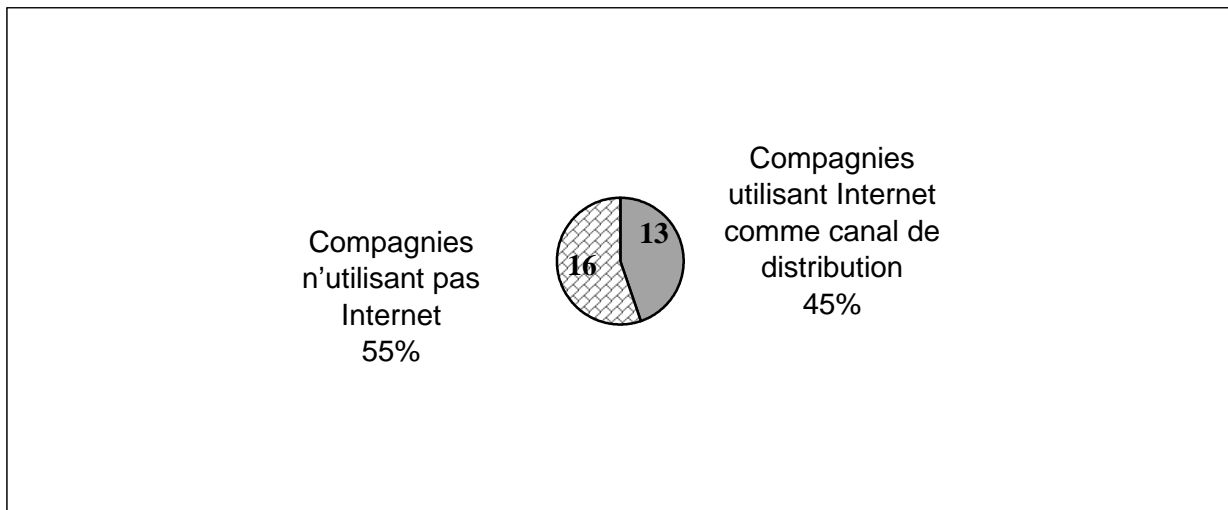 Compagnies
n’utilisant pas
Internet
55%
16
13
Compagnies
utilisant Internet
comme canal de
distribution
45%